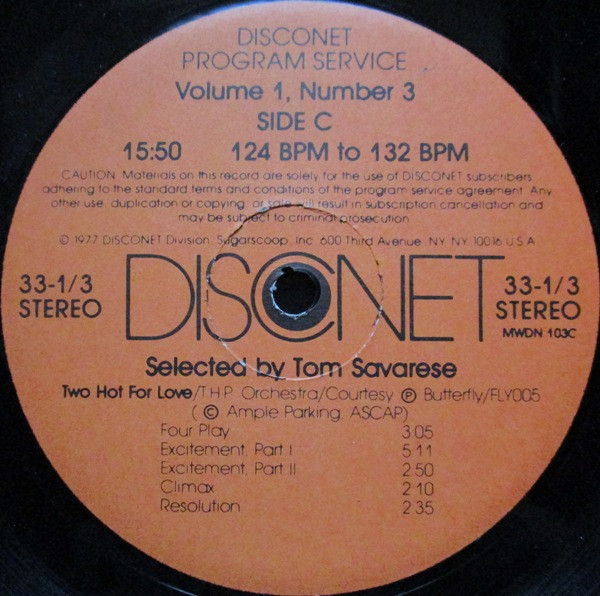 DISCONET
PROGRAM SERVICE
Volume 1, Number 3
SIDE C
15:50 124 BPM to 132 BPM
CAUTION: Materials on this record are solely for the use of DISCONET subscribers
adhering to the standard terms and conditions of the program service agreement. Any
other use, duplication or copying, or sale will result in subscription cancellation and
may be subject to criminal prosecution.
© 1977 DISCONET Division, Sugarscoop, Inc. 600 Third Avenue, NY, NY, 10016 U.S.A.
33-1/3 STEREO
DISCONET
33-1/3 STEREO
MWDN 103C
Selected by Tom Savarese
Two Hot For Love/T.H.P. Orchestra/Courtesy ℗ Butterfly/FLY005
(© Ample Parking, ASCAP)
Four Play 3:05
Excitement, Part I 5:11
Excitement, Part II 2:50
Climax 2:10
Resolution 2:35